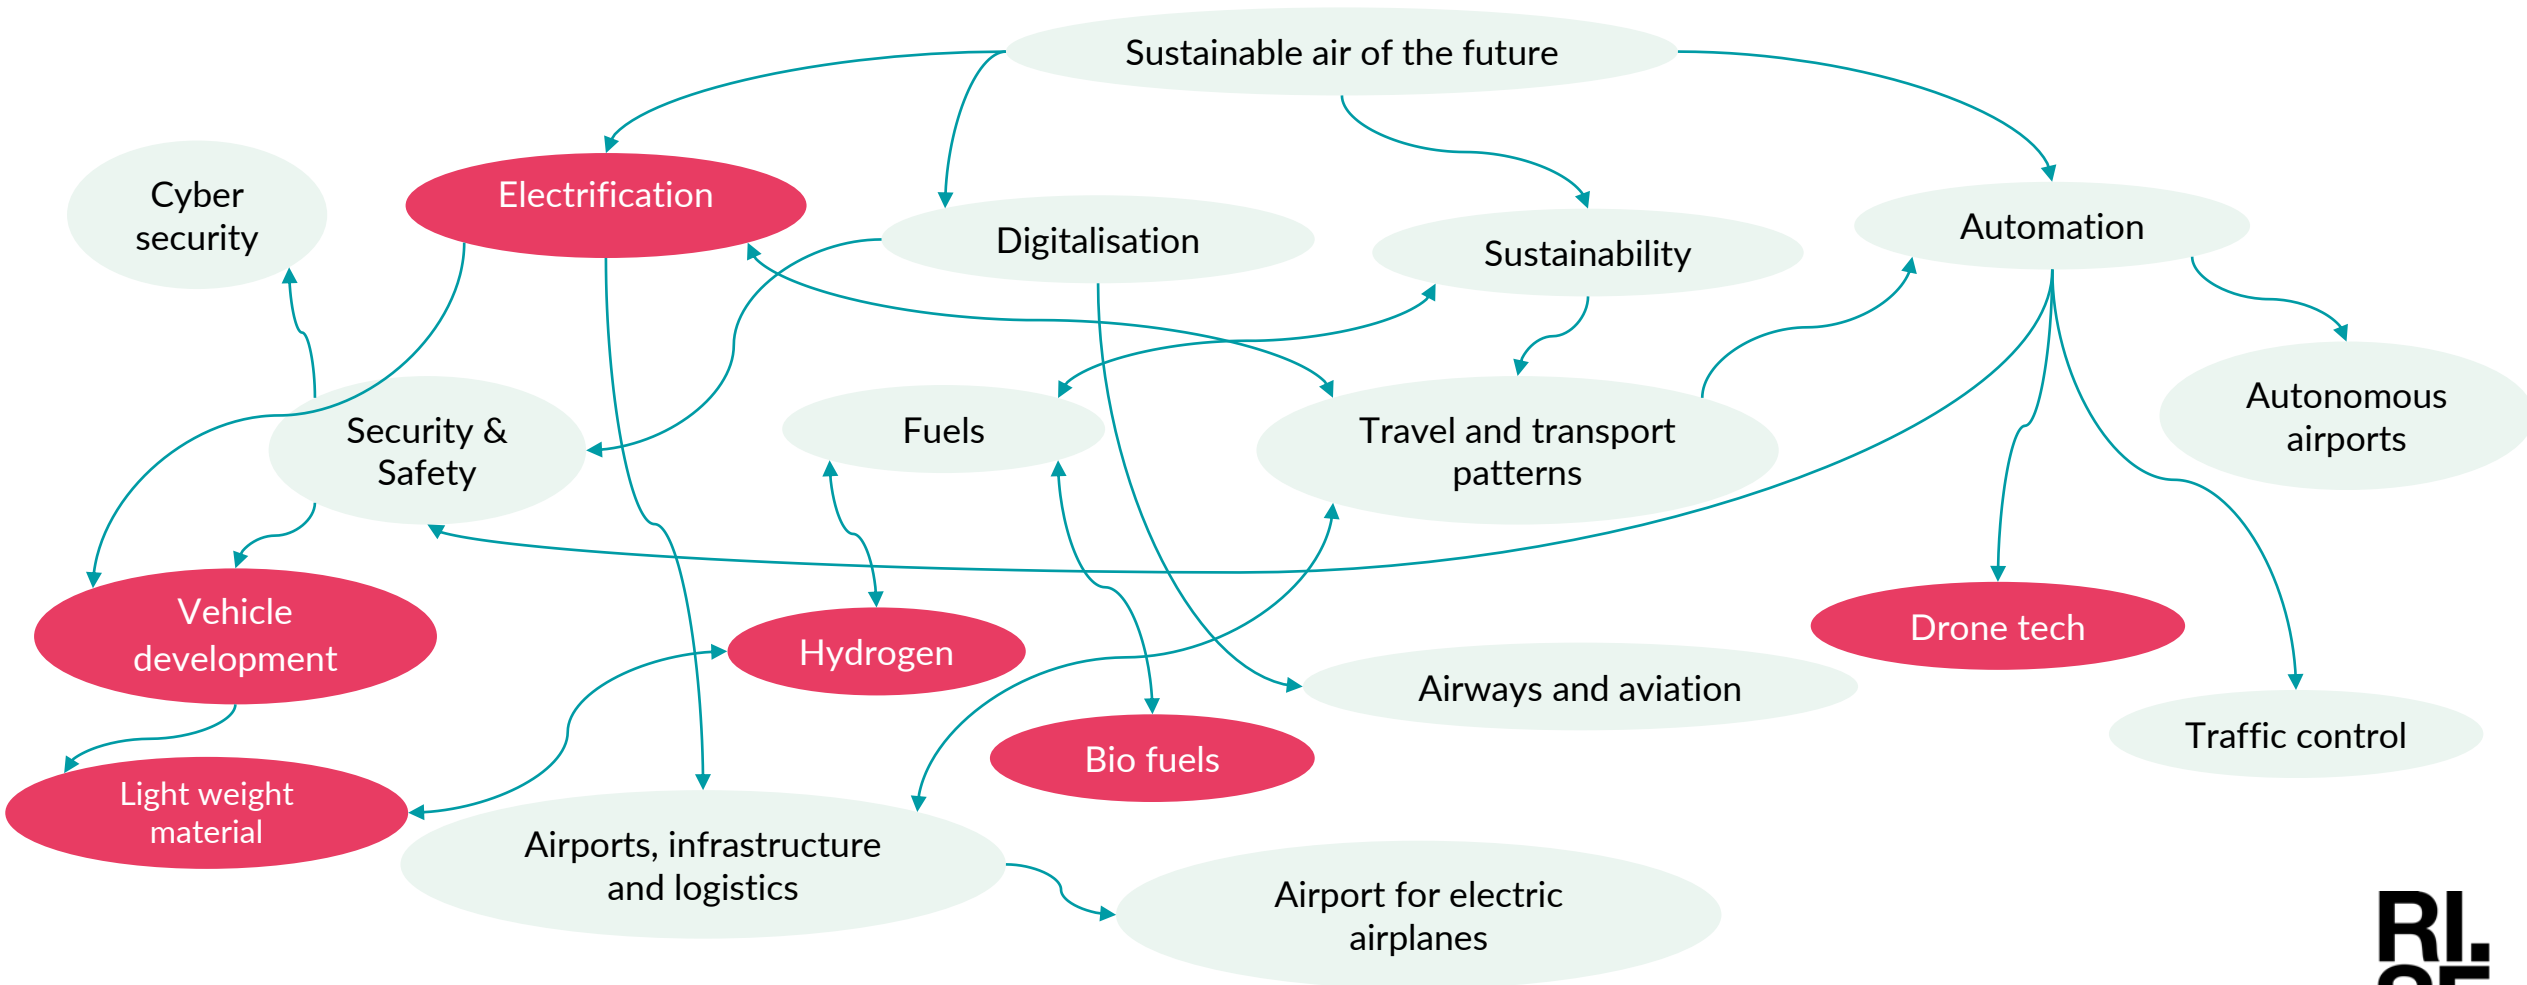 Sustainable air of the future
Cyber
security
Electrification
Digitalisation
Sustainability
Automation
Security &
Safety
Fuels
Travel and transport
patterns
Autonomous
airports
Vehicle
development
Hydrogen
Drone tech
Airways and aviation
Bio fuels
Traffic control
Light weight
material
Airports, infrastructure
and logistics
Airport for electric
airplanes
RI.